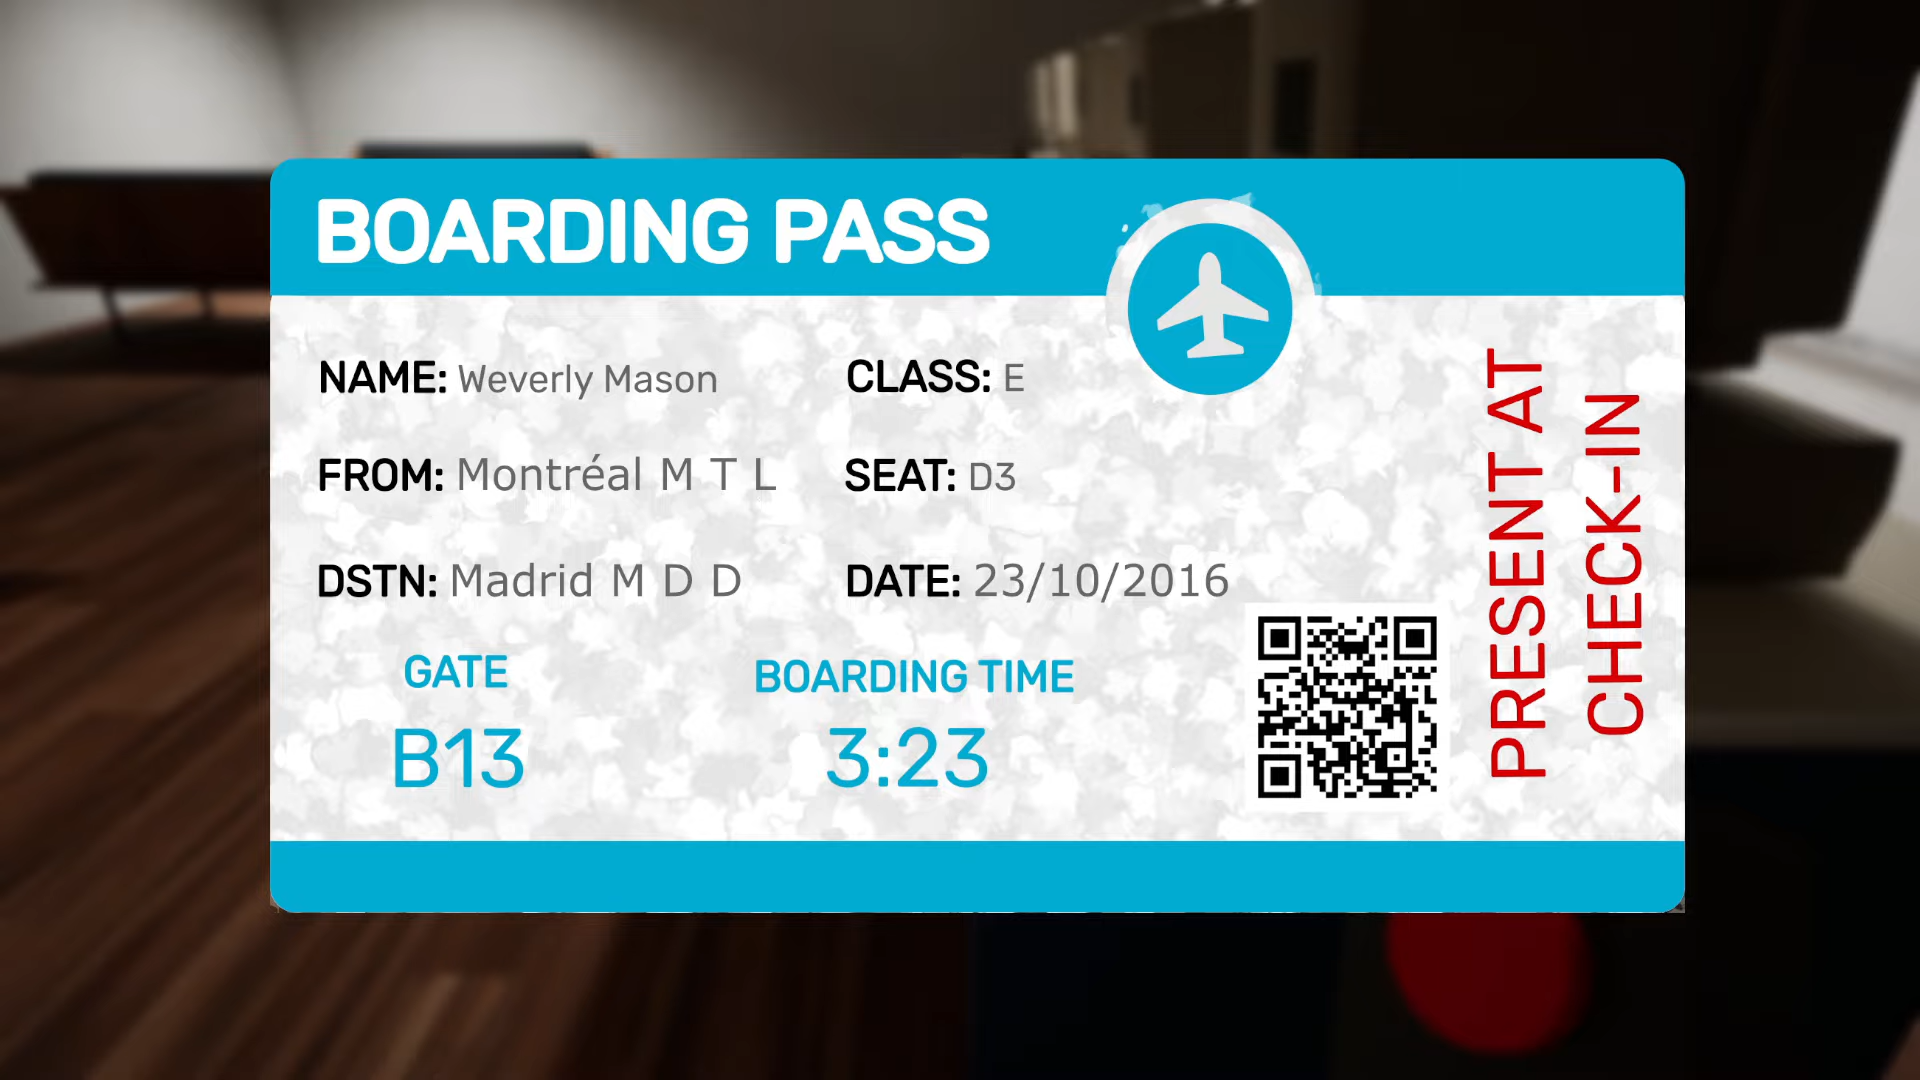 BOARDING PASS
NAME: Weverly Mason
CLASS: E
FROM: Montréal M T L
SEAT: D3
DSTN: Madrid M D D
DATE: 23/10/2016
GATE
B13
BOARDING TIME
3:23
PRESENT AT
CHECK-IN